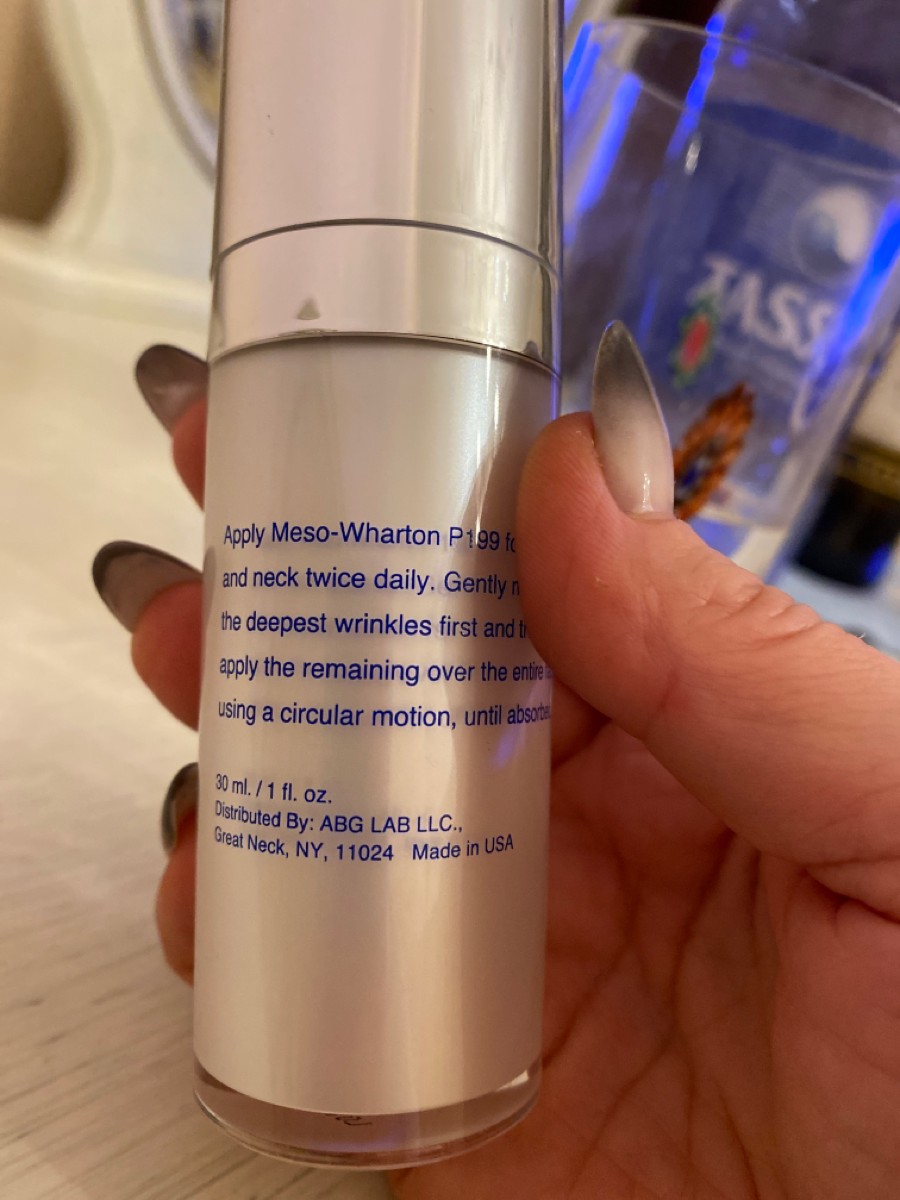 Apply Meso-Wharton P199
and neck twice daily. Gently
the deepest wrinkles first and
apply the remaining over the entire
using a circular motion, until absorbed
30 ml. / 1 fl. oz.
Distributed By: ABG LAB LLC.,
Great Neck, NY, 11024 Made in USA
TASS